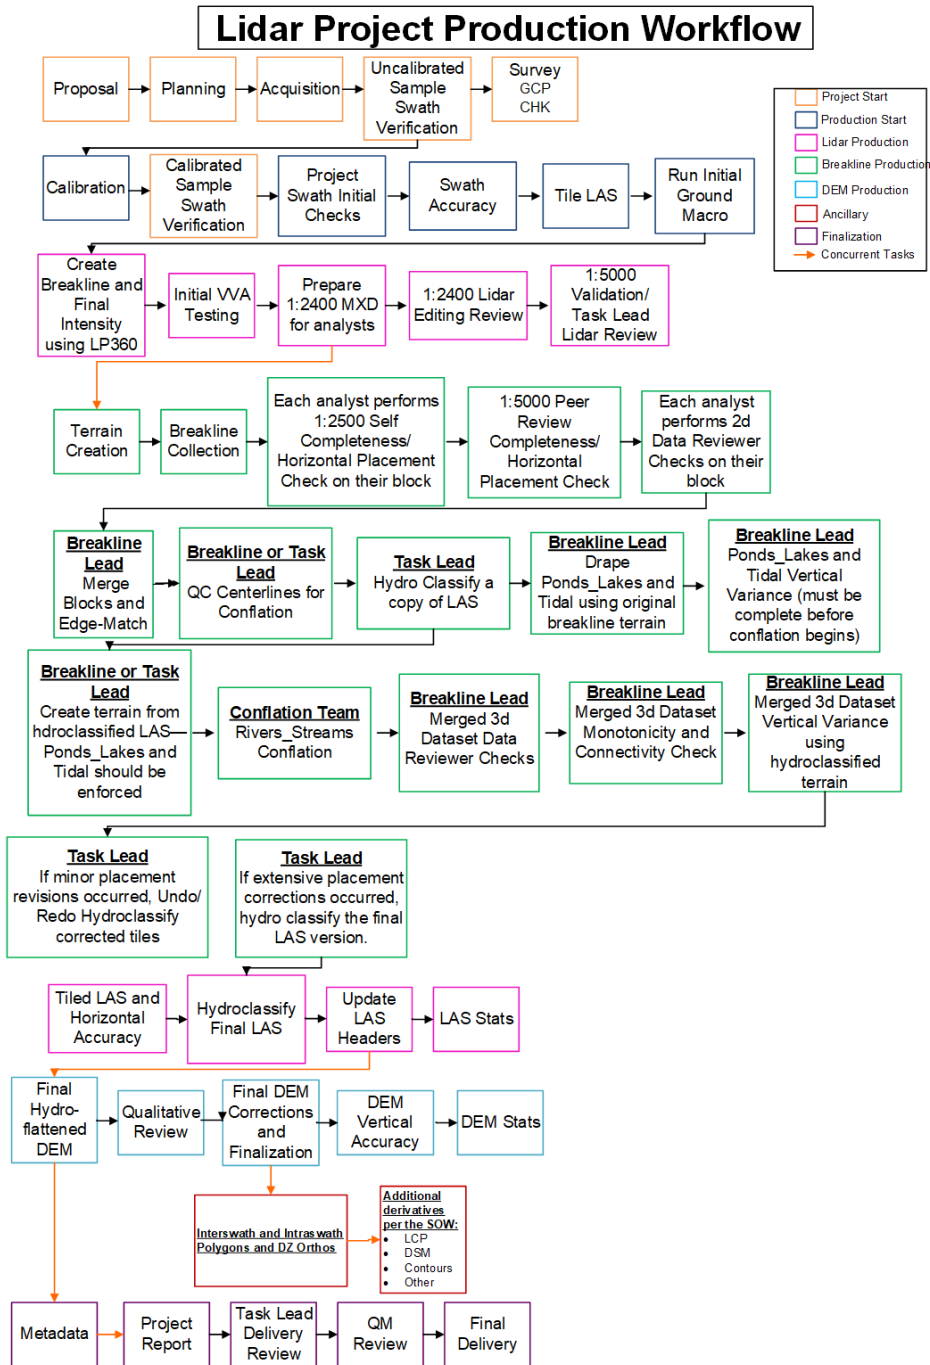 Lidar Project Production Workflow
Proposal
Planning
Acquisition
Uncalibrated
Sample
Swath
Verification
Survey
GCP
CHK
Project Start
Production Start
Lidar Production
Breakline Production
DEM Production
Ancillary
Finalization
Concurrent Tasks
Calibration
Calibrated
Sample
Swath
Verification
Project
Swath Initial
Checks
Swath
Accuracy
Tile LAS
Run Initial
Ground
Macro
Create
Breakline and
Final
Intensity
using LP360
Initial VVA
Testing
Prepare
1:2400 MXD
for analysts
1:2400 Lidar
Editing Review
1:5000
Validation/
Task Lead
Lidar Review
Terrain
Creation
Breakline
Collection
Each analyst performs
1:2500 Self
Completeness/
Horizontal Placement
Check on their block
1:5000 Peer
Review
Completeness/
Horizontal
Placement Check
Each analyst
performs 2d
Data Reviewer
Checks on their
block
Breakline
Lead
Merge
Blocks and
Edge-Match
Breakline or Task
Lead
QC Centerlines for
Conflation
Task Lead
Hydro Classify a
copy of LAS
Breakline Lead
Drape
Ponds_Lakes and
Tidal using original
breakline terrain
Breakline Lead
Ponds_Lakes and
Tidal Vertical
Variance (must be
complete before
conflation begins)
Breakline or Task
Lead
Create terrain from
hdroclassified LAS—
Ponds_Lakes and
Tidal should be
enforced
Conflation Team
Rivers_Streams
Conflation
Breakline Lead
Merged 3d
Dataset Data
Reviewer Checks
Breakline Lead
Merged 3d Dataset
Monotonicity and
Connectivity Check
Breakline Lead
Merged 3d Dataset
Vertical Variance
using
hydroclassified
terrain
Task Lead
If minor placement
revisions occurred, Undo/
Redo Hydroclassify
corrected tiles
Task Lead
If extensive placement
corrections occurred,
hydro classify the final
LAS version.
Tiled LAS and
Horizontal
Accuracy
Hydroclassify
Final LAS
Update
LAS
Headers
LAS Stats
Final
Hydro-
flattened
DEM
Qualitative
Review
Final DEM
Corrections
and
Finalization
DEM
Vertical
Accuracy
DEM Stats
Interswath and Intraswath
Polygons and DZ Orthos
Additional
derivatives
per the SOW:
• LCP
• DSM
• Contours
• Other
Metadata
Project
Report
Task Lead
Delivery
Review
QM
Review
Final
Delivery